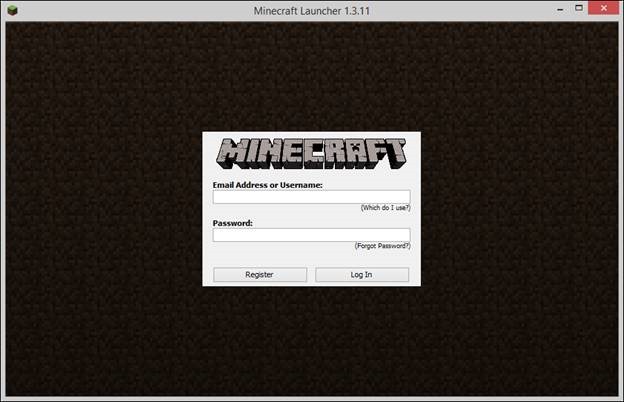 Minecraft Launcher 1.3.11
MINECRAFT
Email Address or Username:
(Which do I use?)
Password:
(Forgot Password?)
Register Log In